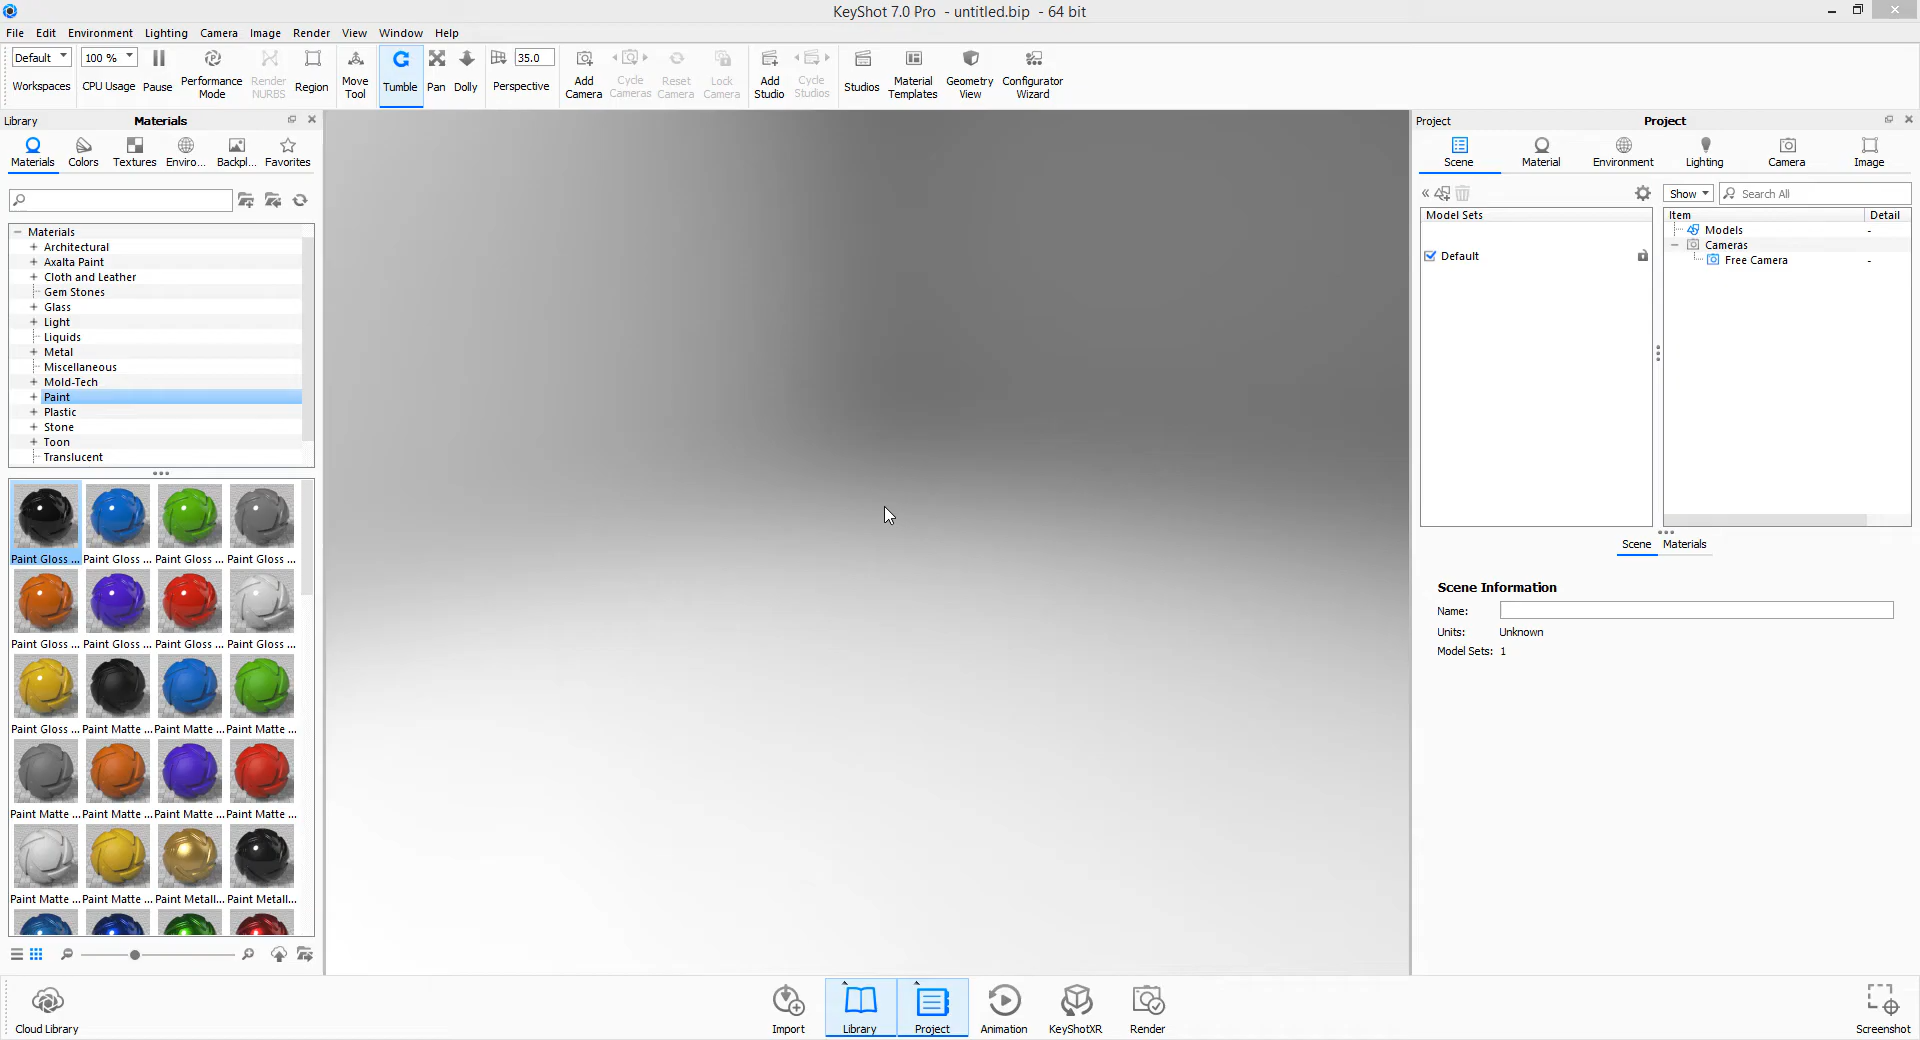 KeyShot 7.0 Pro - untitled.bip - 64 bit
File Edit Environment Lighting Camera Image Render View Window Help
Default 100 % 35.0
Workspaces CPU Usage Pause Performance Mode Render NURBS Region Move Tool Tumble Pan Dolly Perspective Add Camera Cycle Cameras Reset Camera Lock Camera Add Studio Cycle Studios Studios Material Templates Geometry View Configurator Wizard
Library Materials
Materials Colors Textures Enviro... Backpl... Favorites
Materials
Architectural
Axalta Paint
Cloth and Leather
Gem Stones
Glass
Light
Liquids
Metal
Miscellaneous
Mold-Tech
Paint
Plastic
Stone
Toon
Translucent
Paint Gloss ... Paint Gloss ... Paint Gloss ... Paint Gloss ...
Paint Gloss ... Paint Gloss ... Paint Gloss ... Paint Gloss ...
Paint Gloss ... Paint Matte ... Paint Matte ... Paint Matte ...
Paint Matte ... Paint Matte ... Paint Matte ... Paint Matte ...
Paint Matte ... Paint Matte ... Paint Metall... Paint Metall...
Project Project
Scene Material Environment Lighting Camera Image
Show Search All
Model Sets
Default
Item Detail
Models -
Cameras
Free Camera -
Scene Materials
Scene Information
Name:
Units: Unknown
Model Sets: 1
Cloud Library Import Library Project Animation KeyShotXR Render Screenshot